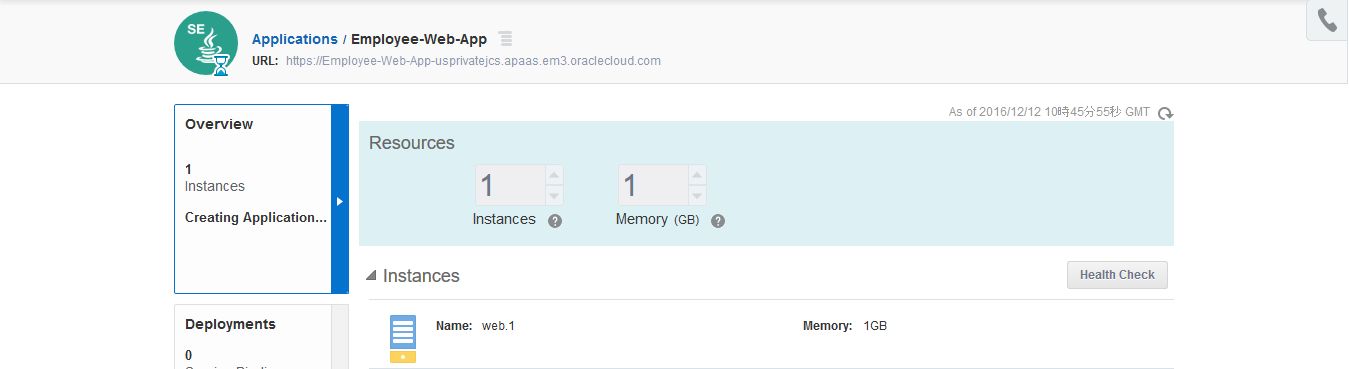 SE
Applications / Employee-Web-App
URL: https://Employee-Web-App-usprivatejcs.apaas.em3.oraclecloud.com
As of 2016/12/12 10時45分55秒 GMT
Overview
1
Instances
Creating Application...
Resources
1
1
Instances ?
Memory (GB) ?
Instances
Health Check
Name: web.1
Memory: 1GB
Deployments
0